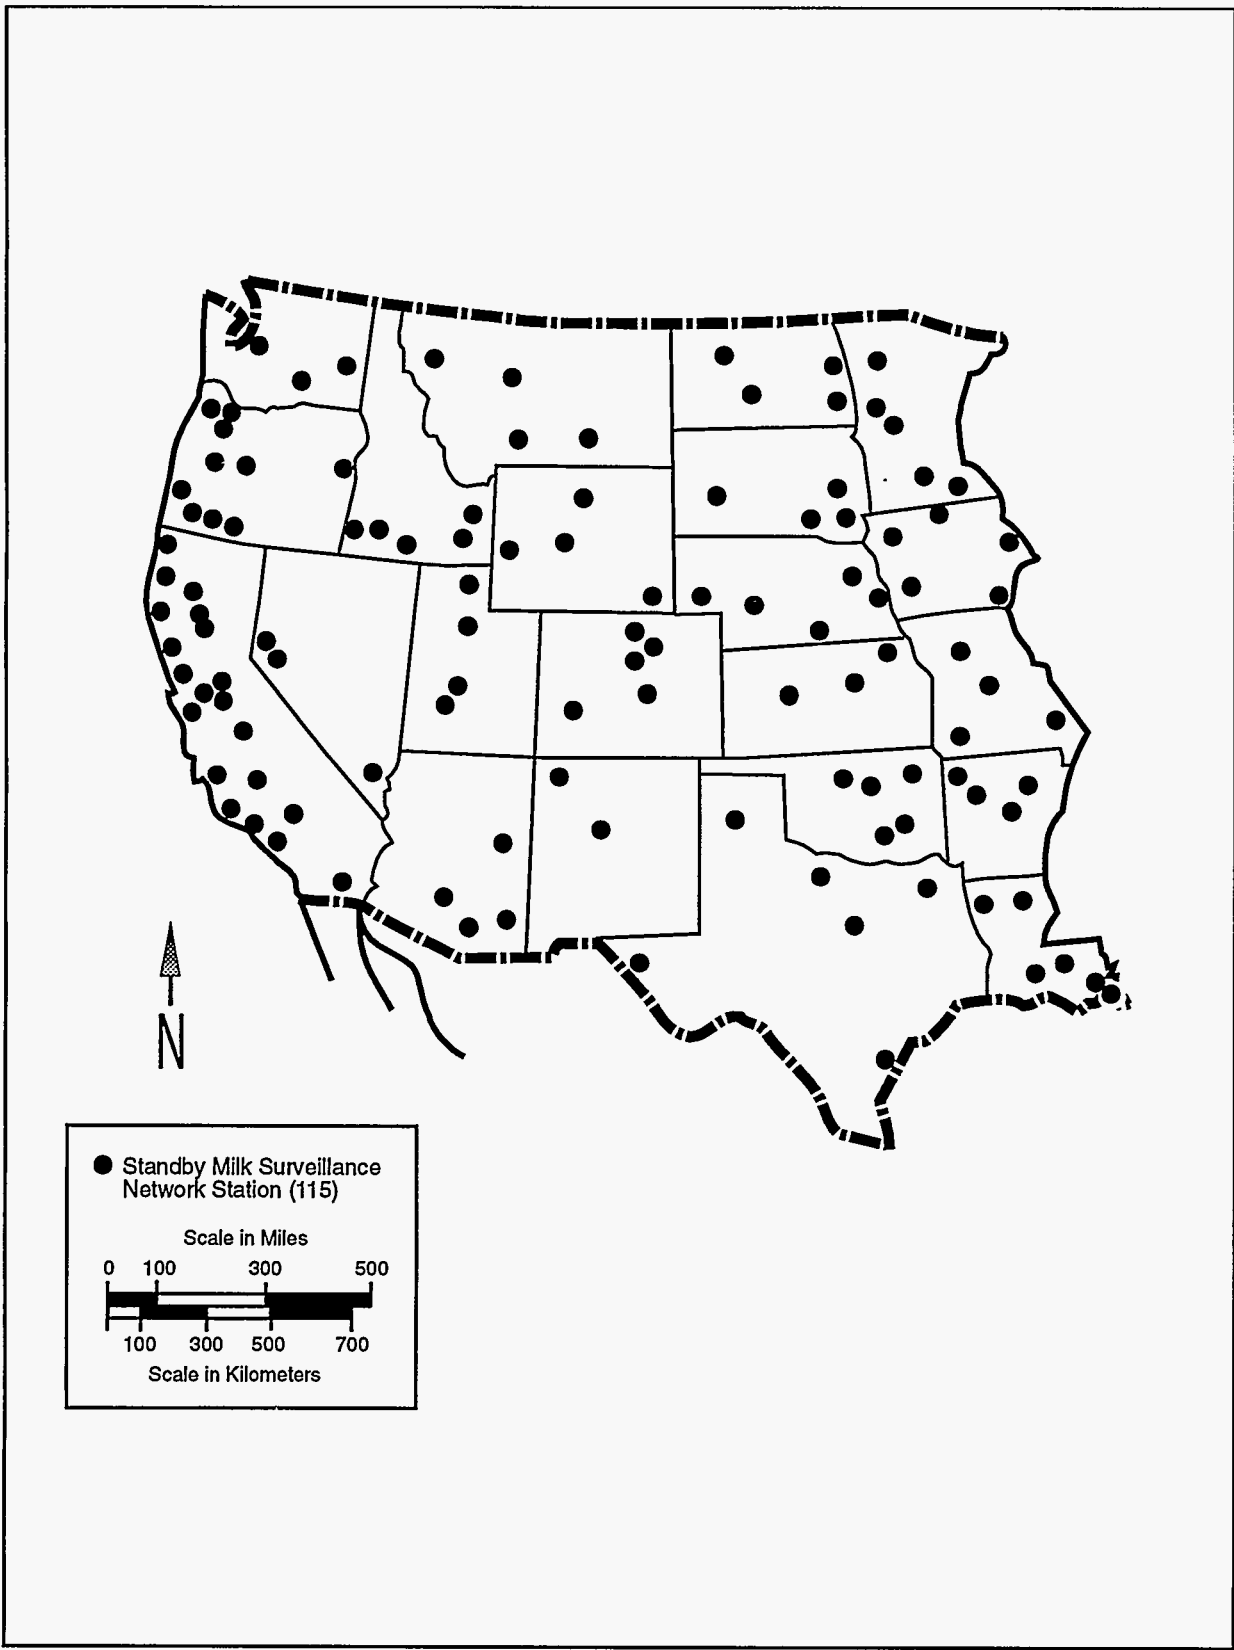 N
Standby Milk Surveillance
Network Station (115)
Scale in Miles
0 100 300 500
100 300 500 700
Scale in Kilometers